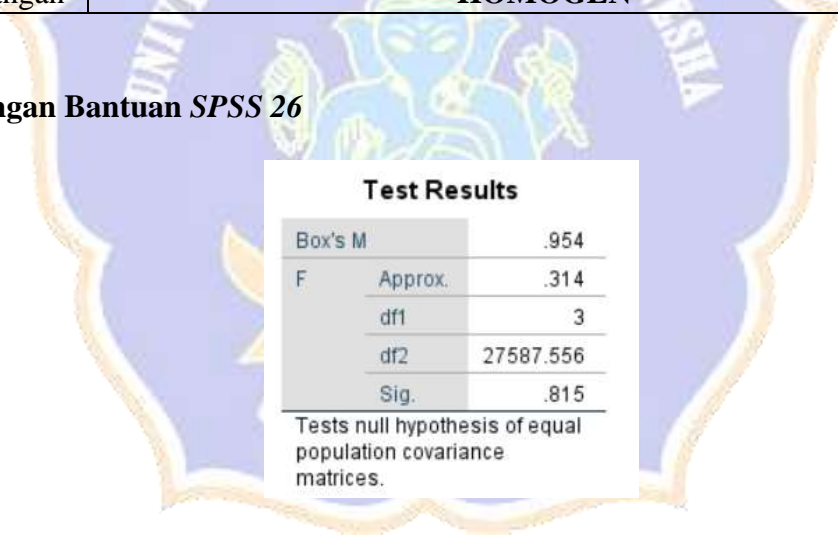 HOMOGEN
ngan Bantuan SPSS 26
Test Results
Box's M .954
F Approx. .314
df1 3
df2 27587.556
Sig. .815
Tests null hypothesis of equal
population covariance
matrices.